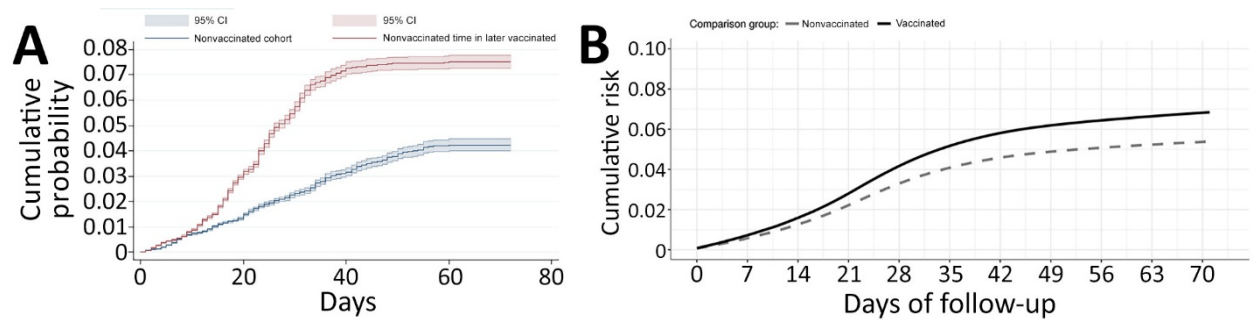 A
95% CI
95% CI
Nonvaccinated cohort
Nonvaccinated time in later vaccinated
Cumulative
probability
0.08
0.07
0.06
0.05
0.04
0.03
0.02
0.01
0
0
20
40
60
80
Days
B
Comparison group: Nonvaccinated Vaccinated
Cumulative risk
0.10
0.08
0.06
0.04
0.02
0
0
7
14
21
28
35
42
49
56
63
70
Days of follow-up